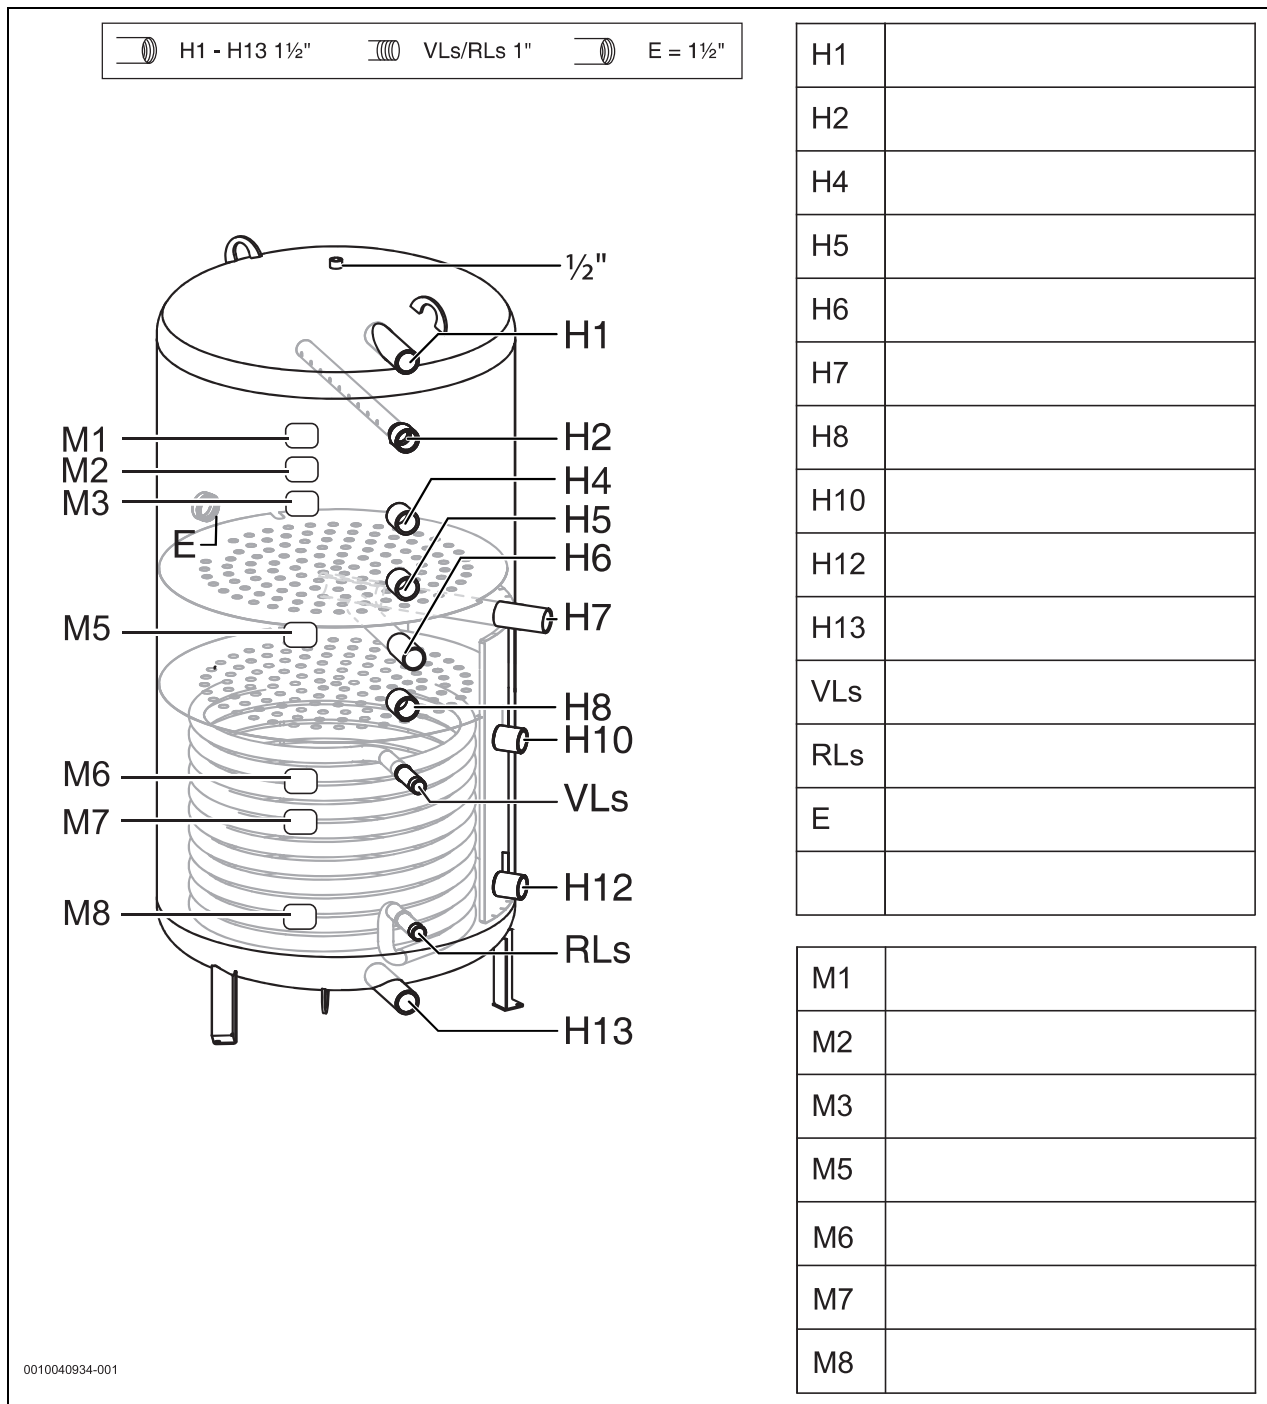 H1 - H13 1½" VLs/RLs 1" E = 1½"
½"
H1
H2
H4
H5
H6
H7
H8
H10
VLs
H12
RLs
H13
M1
M2
M3
E
M5
M6
M7
M8
H1
H2
H4
H5
H6
H7
H8
H10
H12
H13
VLs
RLs
E
M1
M2
M3
M5
M6
M7
M8
0010040934-001